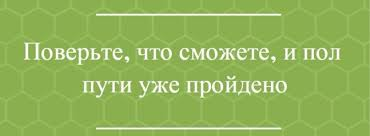 Поверьте, что сможете, и пол
пути уже пройдено